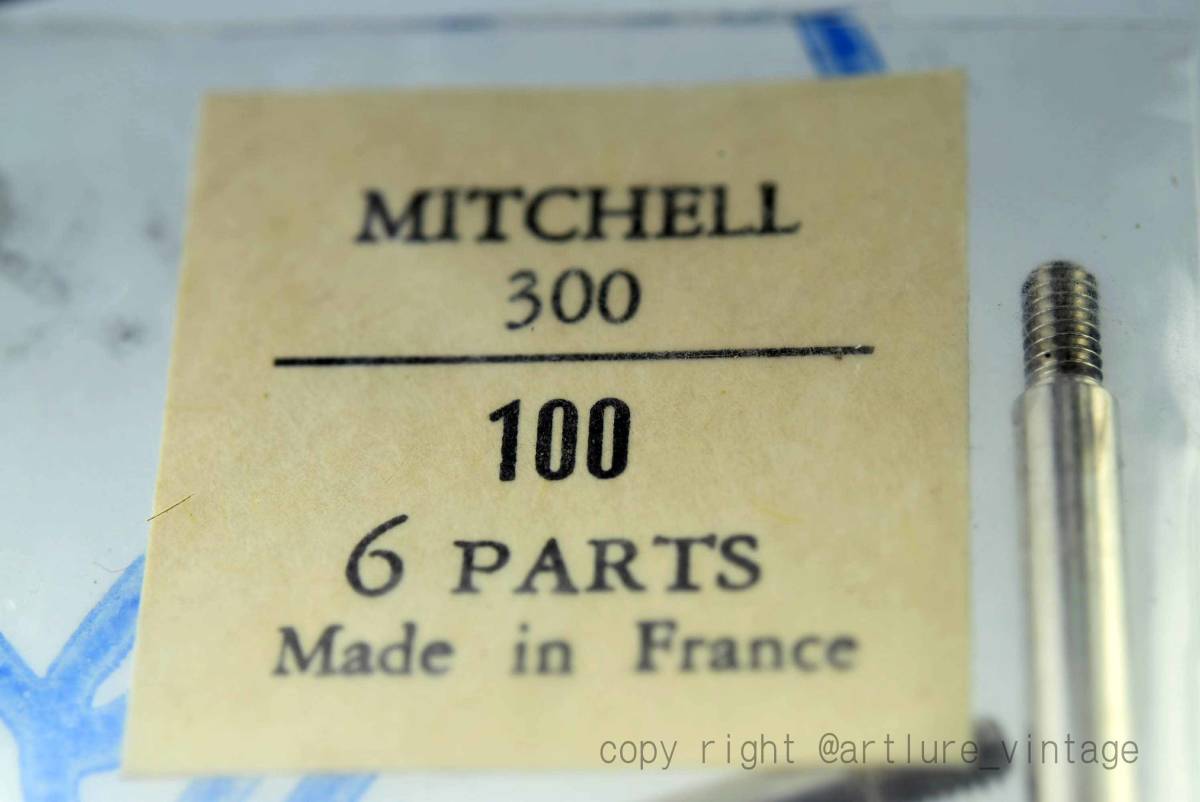 MITCHELL
300
100
6 PARTS
Made in France
copy right @artlure_vintage